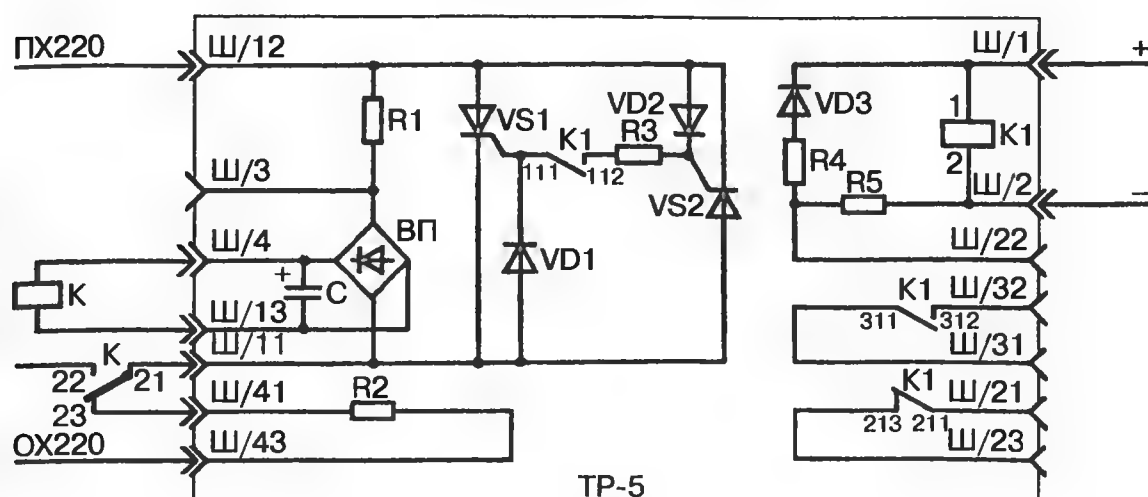 ПХ220
Ш/12
Ш/1
+
R1
VS1
VD2
K1
R3
111
112
VS2
VD1
VD3
R4
R5
1
K1
2
Ш/2
–
Ш/3
Ш/4
ВП
+
C
K
Ш/13
Ш/11
Ш/22
K1
Ш/32
311
312
Ш/31
K
22
21
23
Ш/41
R2
K1
Ш/21
213
211
Ш/23
ОХ220
Ш/43
ТР-5